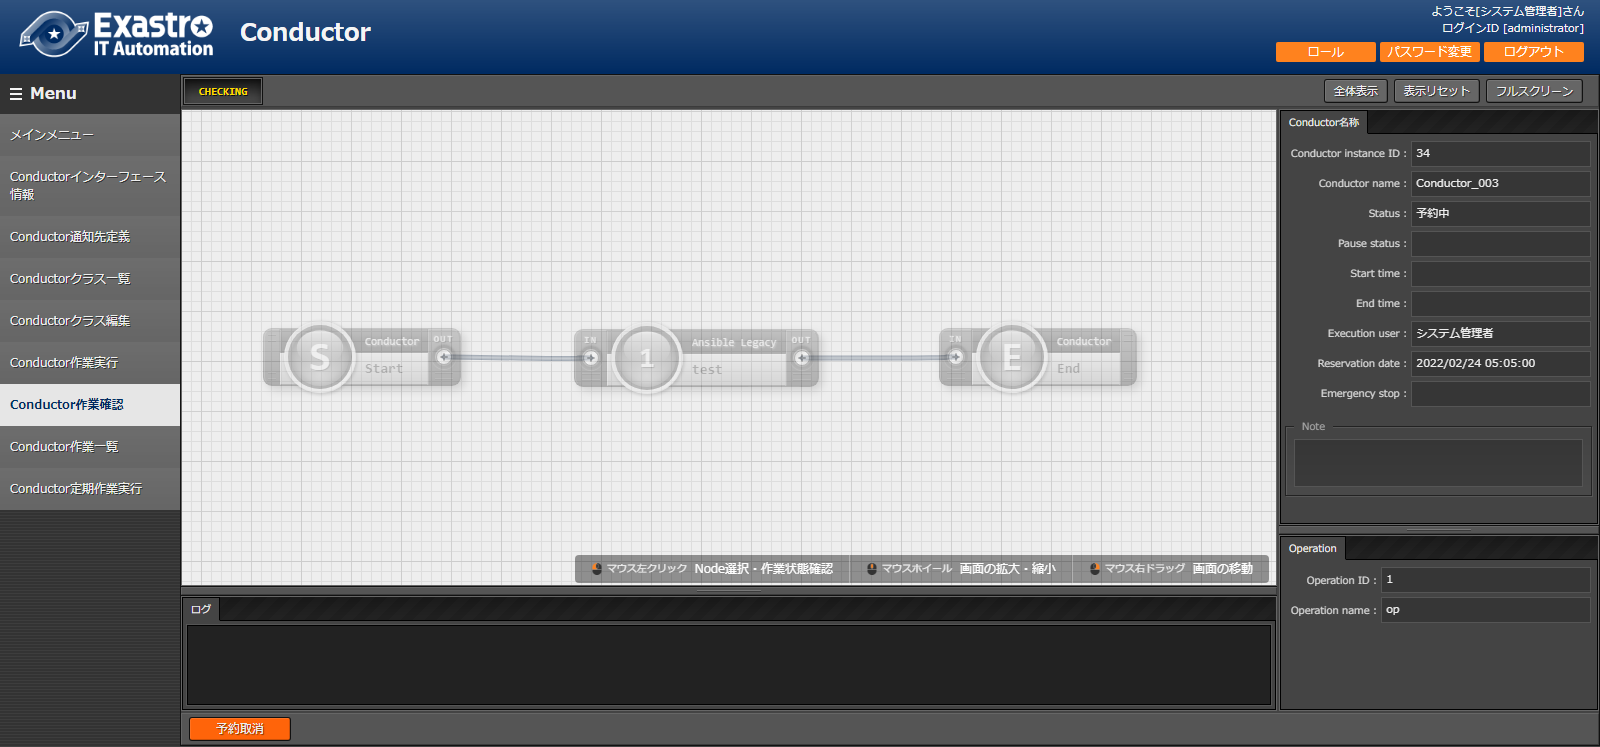 Exastro
IT Automation
Conductor
ようこそ[システム管理者]さん
ログインID [administrator]
ロール
パスワード変更
ログアウト
Menu
メインメニュー
Conductorインターフェース
情報
Conductor通知先定義
Conductorクラス一覧
Conductorクラス編集
Conductor作業実行
Conductor作業確認
Conductor作業一覧
Conductor定期作業実行
CHECKING
全体表示
表示リセット
フルスクリーン
S
Conductor
Start
OUT
IN
1
Ansible Legacy
test
OUT
IN
E
Conductor
End
マウス左クリック Node選択・作業状態確認
マウスホイール 画面の拡大・縮小
マウス右ドラッグ 画面の移動
ログ
予約取消
Conductor名称
Conductor instance ID : 34
Conductor name : Conductor_003
Status : 予約中
Pause status :
Start time :
End time :
Execution user : システム管理者
Reservation date : 2022/02/24 05:05:00
Emergency stop :
Note
Operation
Operation ID : 1
Operation name : op